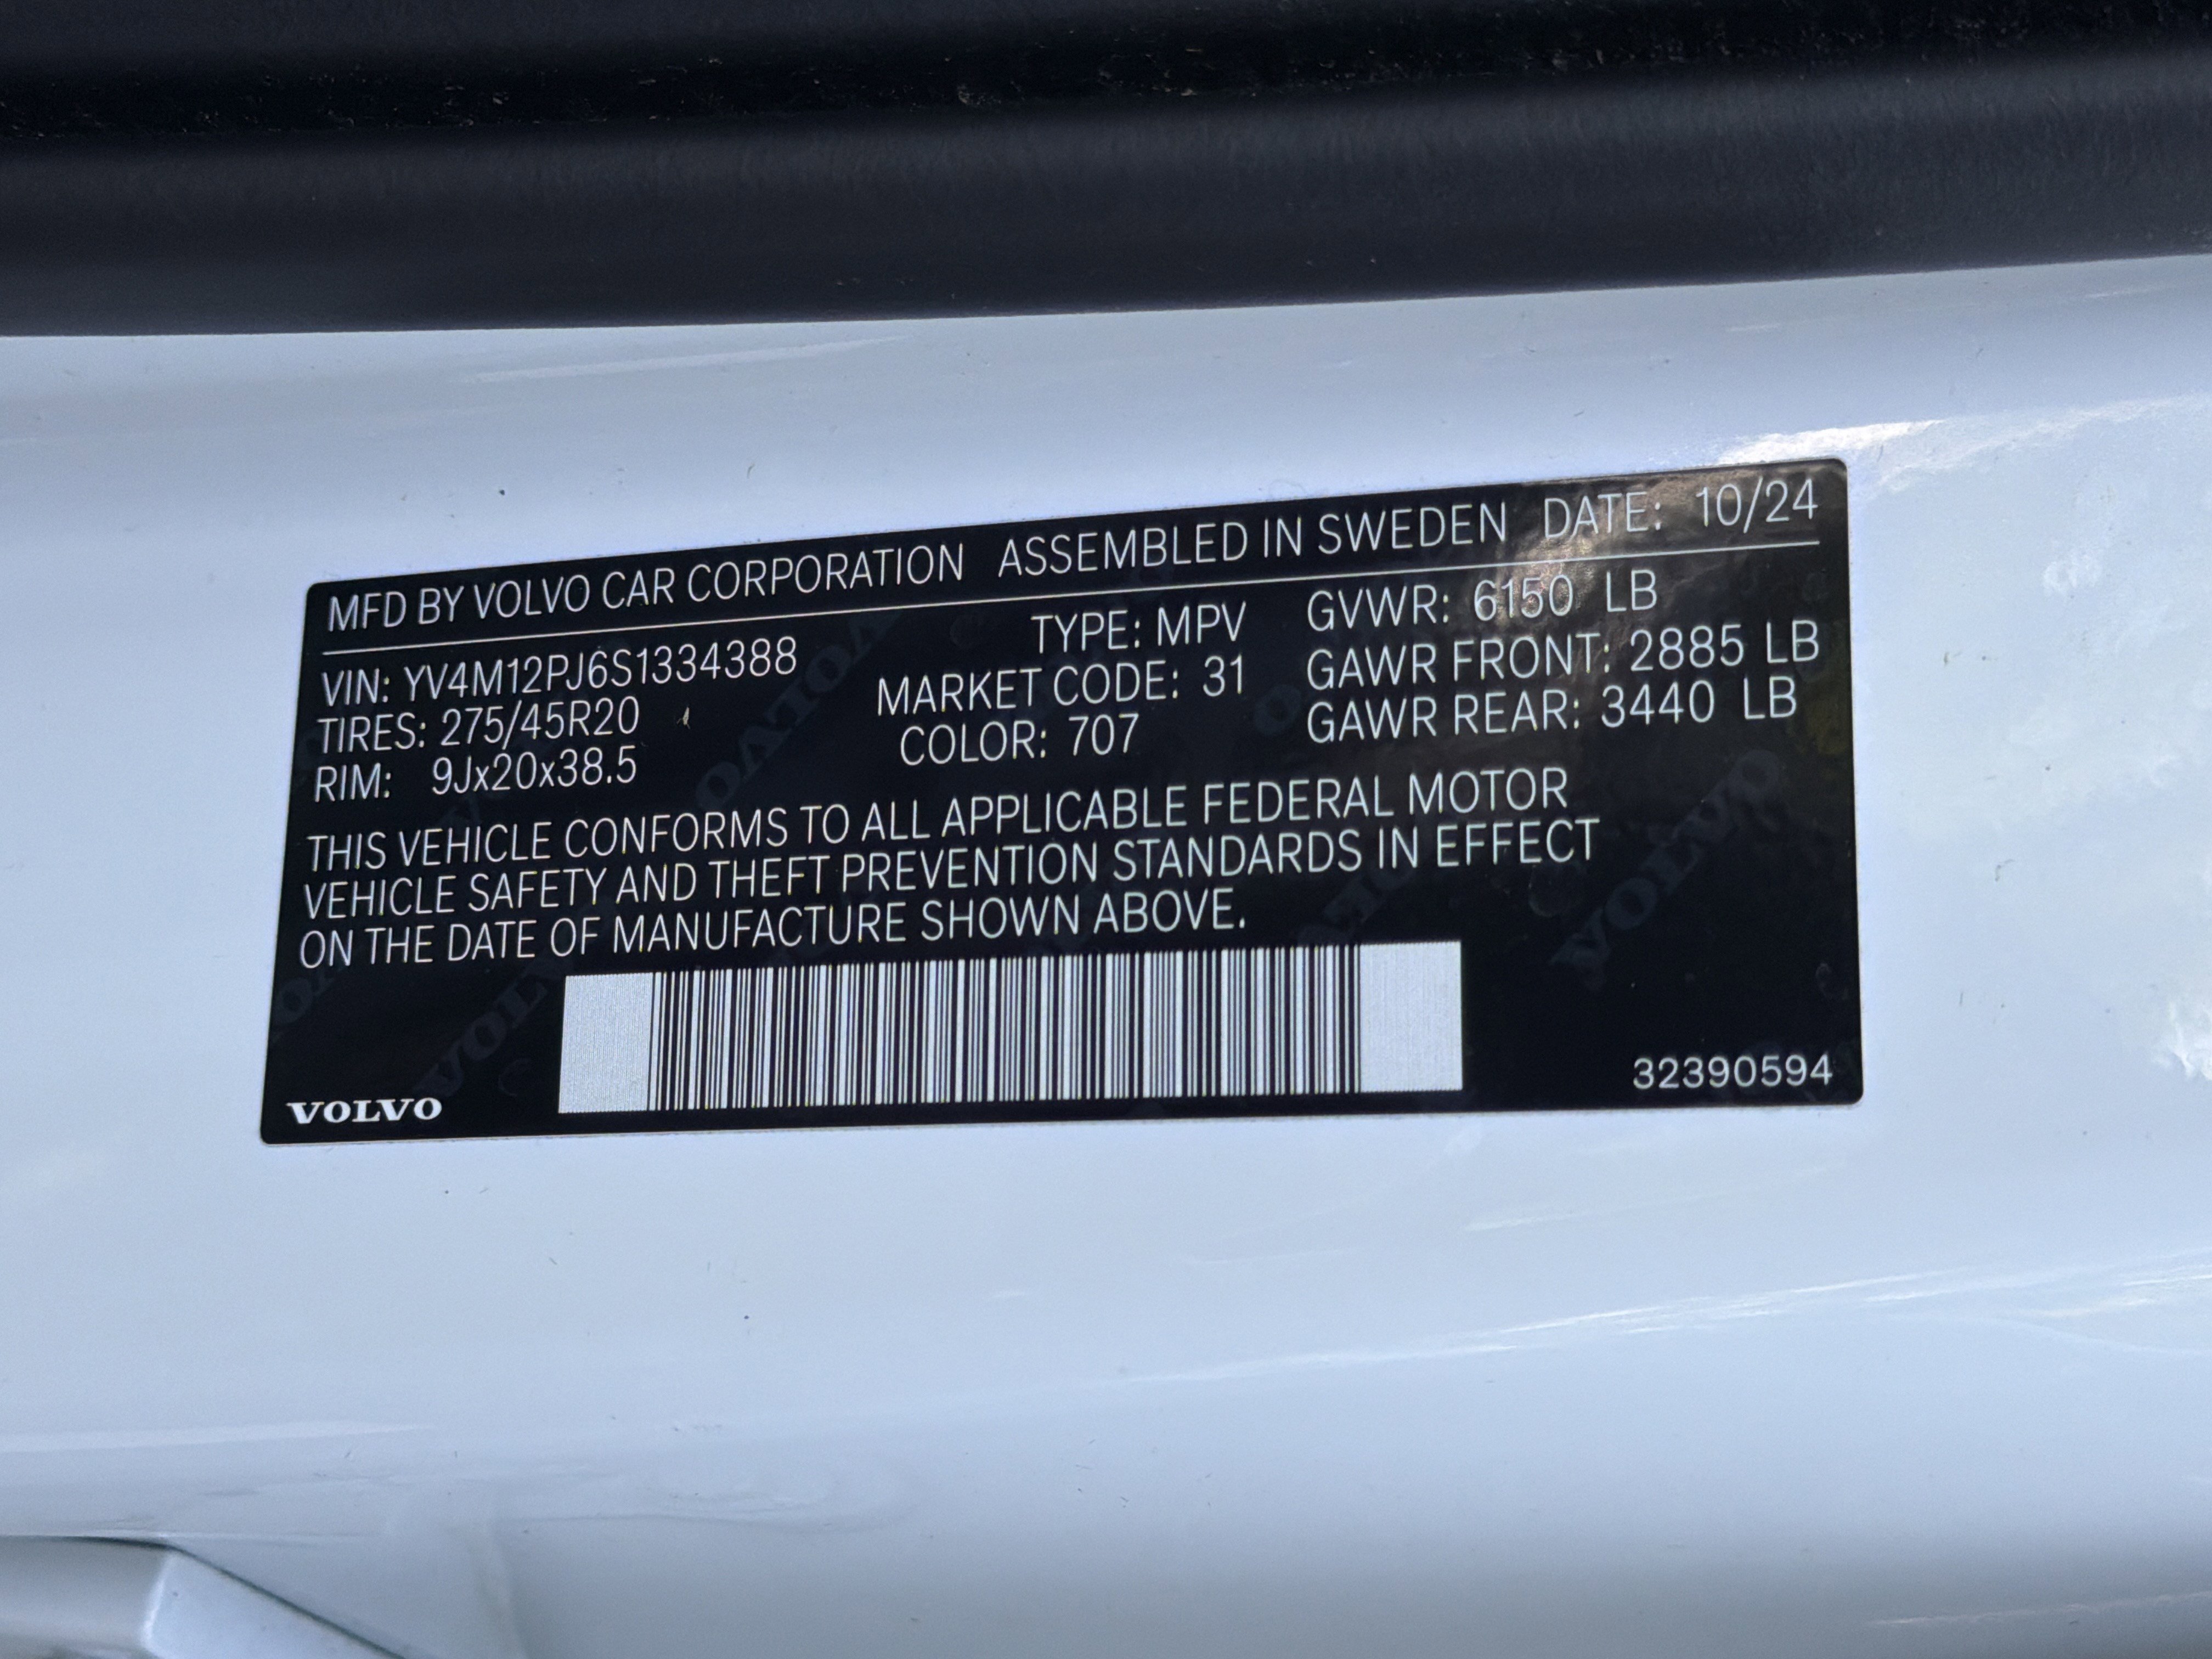 MFD BY VOLVO CAR CORPORATION ASSEMBLED IN SWEDEN DATE: 10/24
VIN: YV4M12PJ6S1334388 TYPE: MPV GVWR: 6150 LB
TIRES: 275/45R20 MARKET CODE: 31 GAWR FRONT: 2885 LB
RIM: 9Jx20x38.5 COLOR: 707 GAWR REAR: 3440 LB
THIS VEHICLE CONFORMS TO ALL APPLICABLE FEDERAL MOTOR
VEHICLE SAFETY AND THEFT PREVENTION STANDARDS IN EFFECT
ON THE DATE OF MANUFACTURE SHOWN ABOVE.
VOLVO 32390594